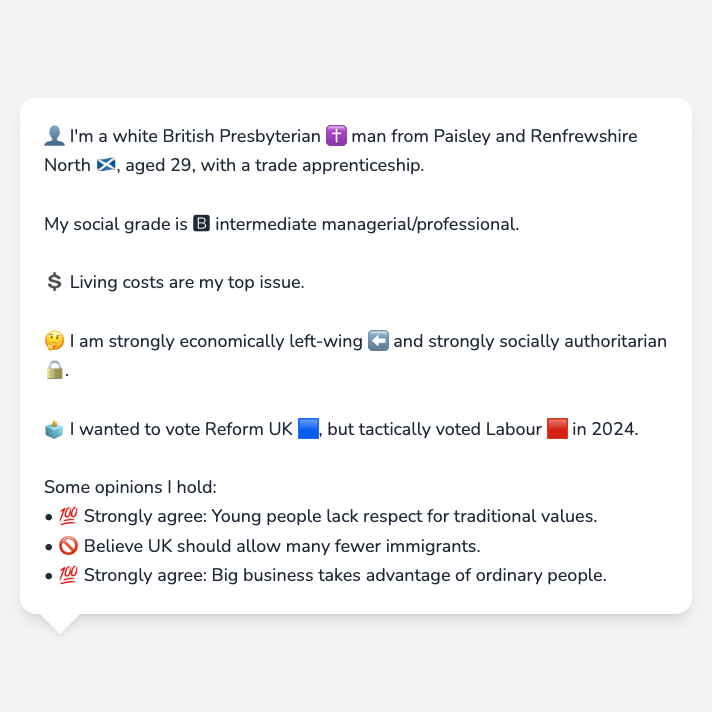 👤 I'm a white British Presbyterian ✝️ man from Paisley and Renfrewshire
North 🏴󠁧󠁢󠁳󠁣󠁴󠁿, aged 29, with a trade apprenticeship.
My social grade is 🅱 intermediate managerial/professional.
💲 Living costs are my top issue.
🤔 I am strongly economically left-wing ⬅️ and strongly socially authoritarian
🔒.
🗳️ I wanted to vote Reform UK 🟦, but tactically voted Labour 🟥 in 2024.
Some opinions I hold:
• 💯 Strongly agree: Young people lack respect for traditional values.
• 🚫 Believe UK should allow many fewer immigrants.
• 💯 Strongly agree: Big business takes advantage of ordinary people.